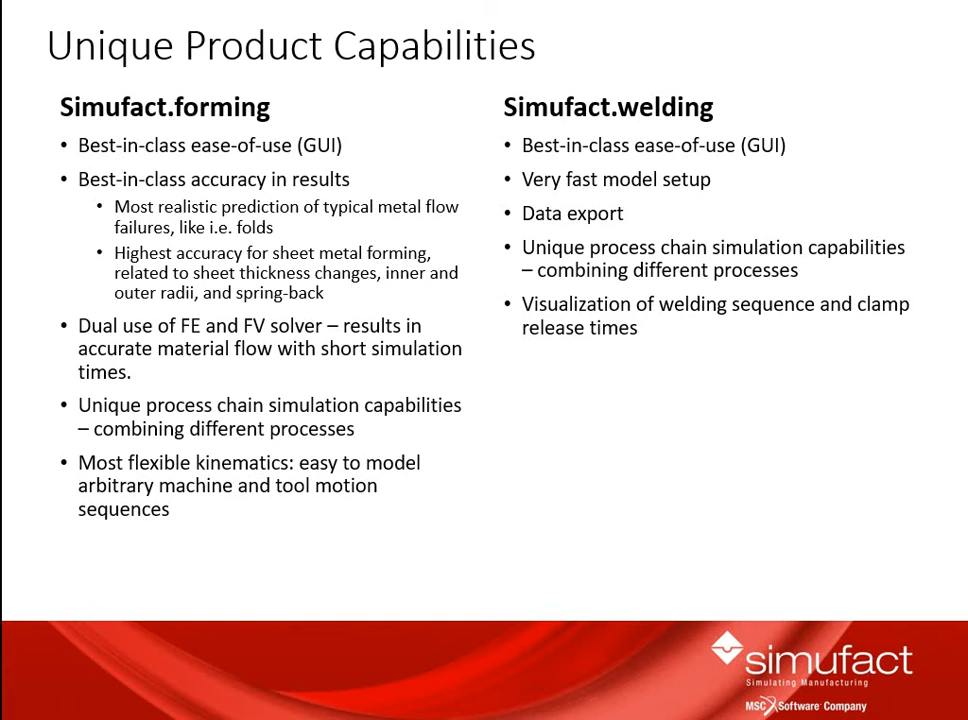 Unique Product Capabilities
Simufact.forming
• Best-in-class ease-of-use (GUI)
• Best-in-class accuracy in results
• Most realistic prediction of typical metal flow
failures, like i.e. folds
• Highest accuracy for sheet metal forming,
related to sheet thickness changes, inner and
outer radii, and spring-back
• Dual use of FE and FV solver – results in
accurate material flow with short simulation
times.
• Unique process chain simulation capabilities
– combining different processes
• Most flexible kinematics: easy to model
arbitrary machine and tool motion
sequences
Simufact.welding
• Best-in-class ease-of-use (GUI)
• Very fast model setup
• Data export
• Unique process chain simulation capabilities
– combining different processes
• Visualization of welding sequence and clamp
release times
simufact
Simulating Manufacturing
MSC Software Company